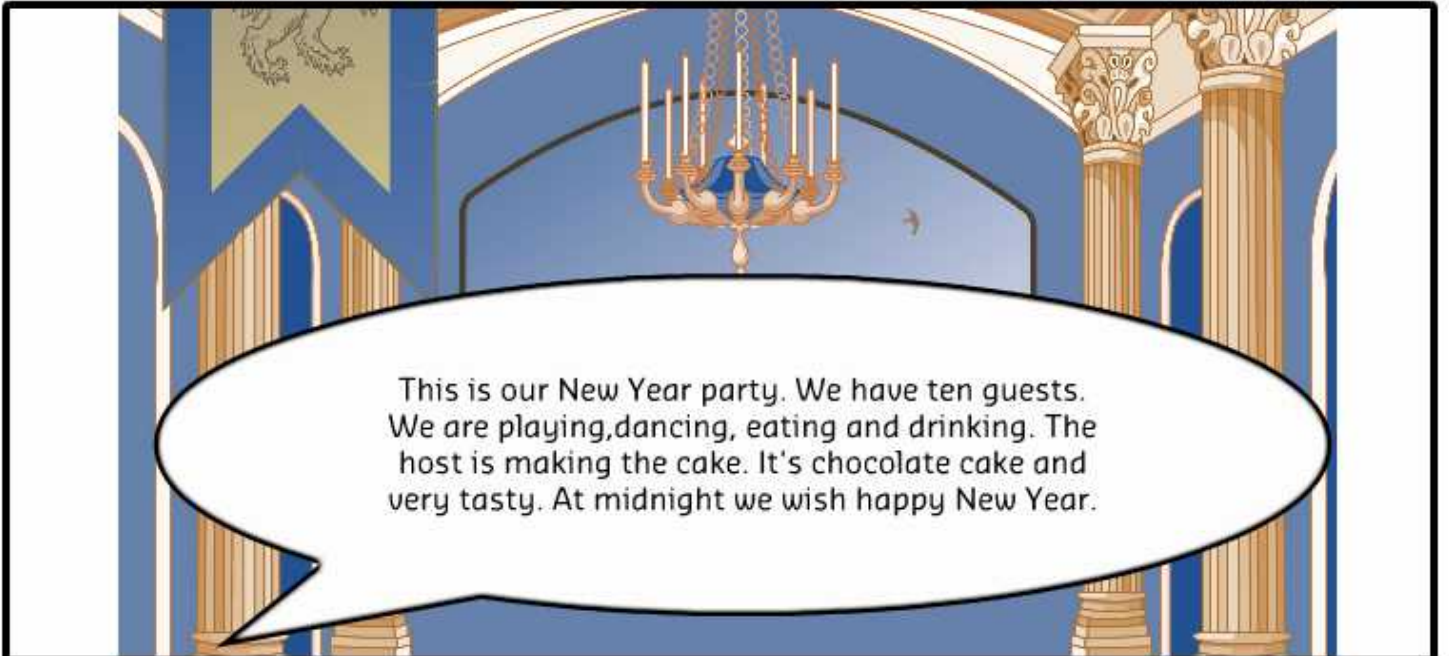 This is our New Year party. We have ten guests.
We are playing,dancing, eating and drinking. The
host is making the cake. It's chocolate cake and
very tasty. At midnight we wish happy New Year.